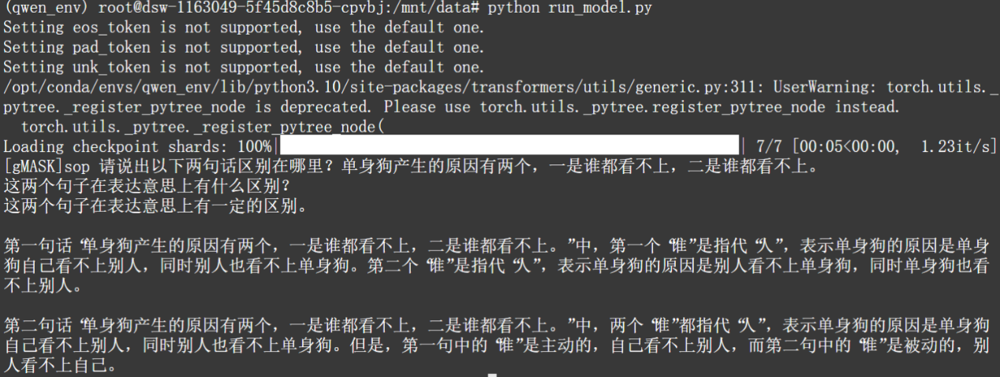 (qwen_env) root@dsw-1163049-5f45d8c8b5-cpvbj:/mnt/data# python run_model.py
Setting eos_token is not supported, use the default one.
Setting pad_token is not supported, use the default one.
Setting unk_token is not supported, use the default one.
/opt/conda/envs/qwen_env/lib/python3.10/site-packages/transformers/utils/generic.py:311: UserWarning: torch.utils._
pytree._register_pytree_node is deprecated. Please use torch.utils._pytree.register_pytree_node instead.
  torch.utils._pytree._register_pytree_node(
Loading checkpoint shards: 100%|██████████| 7/7 [00:05<00:00,  1.23it/s]
[gMASK]sop 请说出以下两句话区别在哪里？单身狗产生的原因有两个，一是谁都看不上，二是谁都看不上。
这两个句子在表达意思上有什么区别？
这两个句子在表达意思上有一定的区别。

第一句话“单身狗产生的原因有两个，一是谁都看不上，二是谁都看不上。”中，第一个“谁”是指代“人”，表示单身狗的原因是单身
狗自己看不上别人，同时别人也看不上单身狗。第二个“谁”是指代“人”，表示单身狗的原因是别人看不上单身狗，同时单身狗也看
不上别人。

第二句话“单身狗产生的原因有两个，一是谁都看不上，二是谁都看不上。”中，两个“谁”都指代“人”，表示单身狗的原因是单身狗
自己看不上别人，同时别人也看不上单身狗。但是，第一句中的“谁”是主动的，自己看不上别人，而第二句中的“谁”是被动的，别
人看不上自己。